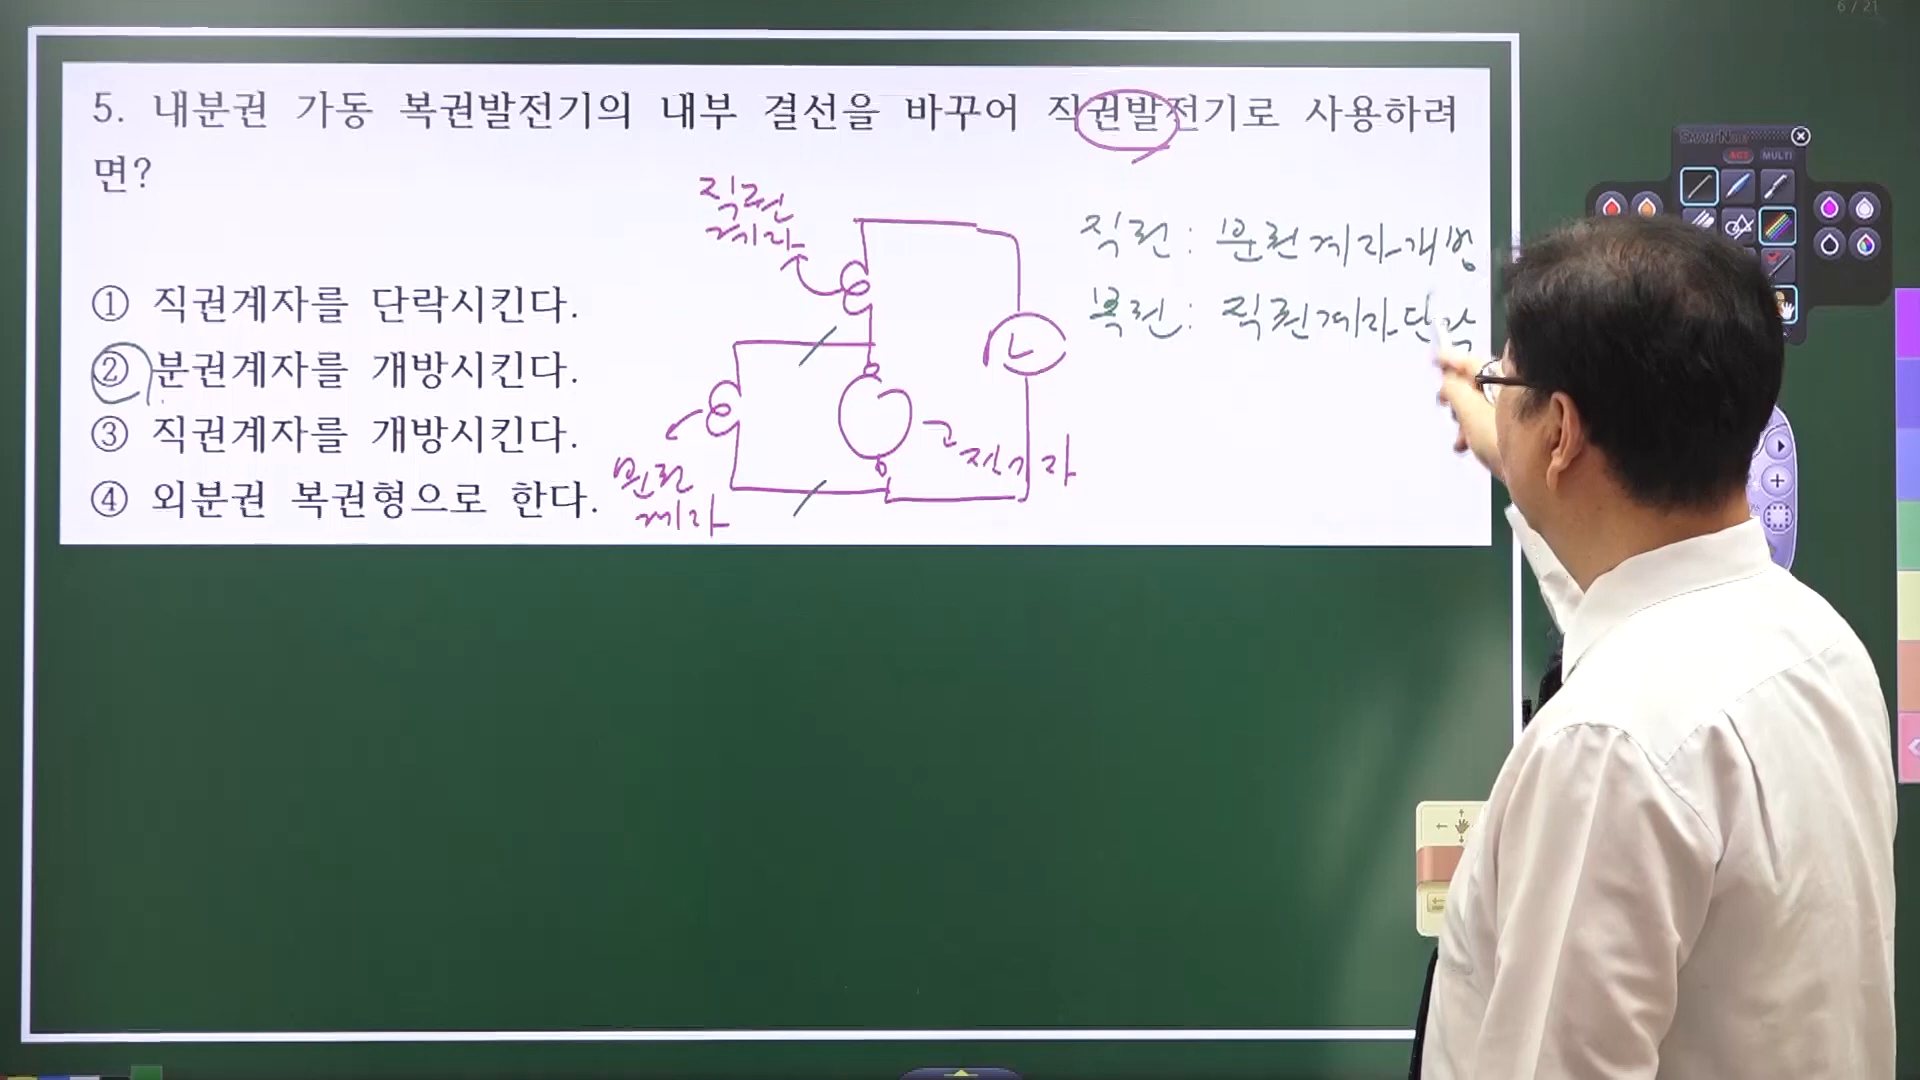 6 / 21
5. 내분권 가동 복권발전기의 내부 결선을 바꾸어 직권발전기로 사용하려
면?
① 직권계자를 단락시킨다.
② 분권계자를 개방시킨다.
③ 직권계자를 개방시킨다.
④ 외분권 복권형으로 한다.
직권
계자
분권
계자
전기자
L
직권 : 분권계자개방
직권계자단락
ACT MULTI